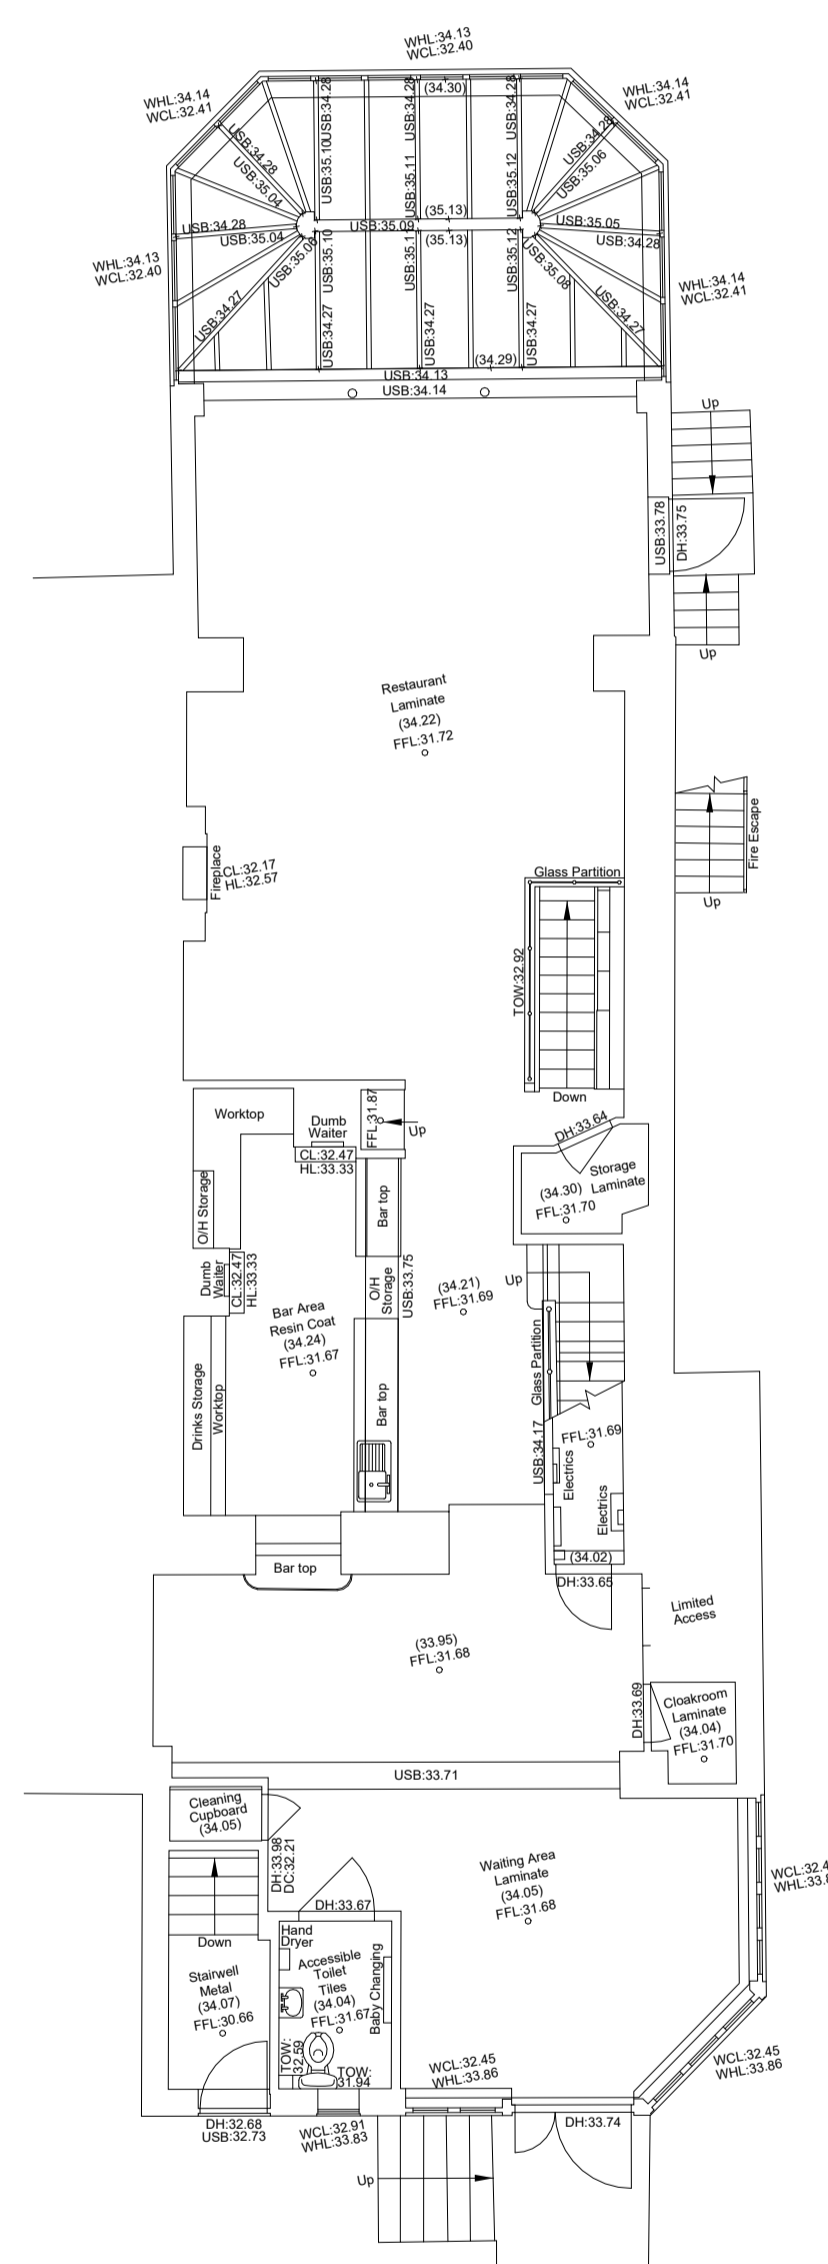 WHL:34.13
WCL:32.40
WHL:34.14
WCL:32.41
WHL:34.14
WCL:32.41
(34.30)
USB:34.28
USB:35.10
USB:34.28
USB:35.11
USB:34.28
USB:35.12
USB:34.28
USB:35.04
USB:34.28
USB:35.06
USB:34.28
USB:35.04
(35.13)
USB:35.09
(35.13)
USB:35.05
USB:34.28
WHL:34.13
WCL:32.40
USB:35.10
USB:35.12
USB:35.08
WHL:34.14
WCL:32.41
USB:34.27
USB:34.27
USB:34.27
USB:34.27
USB:34.27
(34.29)
USB:34.13
USB:34.14
Up
USB:33.78
DH:33.75
Up
Restaurant
Laminate
(34.22)
FFL:31.72
Fireplace
CL:32.17
HL:32.57
Fire Escape
Up
Glass Partition
TOW:32.92
Down
Worktop
Dumb
Waiter
CL:32.47
HL:33.33
FFL:31.87
Up
DH:33.64
Storage
Laminate
(34.30)
FFL:31.70
O/H Storage
Bar top
Dumb
Waiter
CL:32.47
HL:33.33
O/H
Storage
USB:33.75
(34.21)
FFL:31.69
Up
Bar Area
Resin Coat
(34.24)
FFL:31.67
Glass Partition
Drinks Storage
Worktop
Bar top
USB:34.17
FFL:31.69
Electrics
Electrics
(34.02)
DH:33.65
Bar top
Limited
Access
(33.95)
FFL:31.68
DH:33.69
Cloakroom
Laminate
(34.04)
FFL:31.70
USB:33.71
Cleaning
Cupboard
(34.05)
DH:33.98
DC:32.21
Waiting Area
Laminate
(34.05)
FFL:31.68
DH:33.67
Down
Hand
Dryer
Accessible
Toilet
Tiles
(34.04)
FFL:31.67
Baby Changing
Stairwell
Metal
(34.07)
FFL:30.66
TOW:
32.59
TOW:
31.94
WCL:32.45
WHL:33.86
WCL:32.45
WHL:33.86
DH:32.68
USB:32.73
WCL:32.91
WHL:33.83
DH:33.74
Up